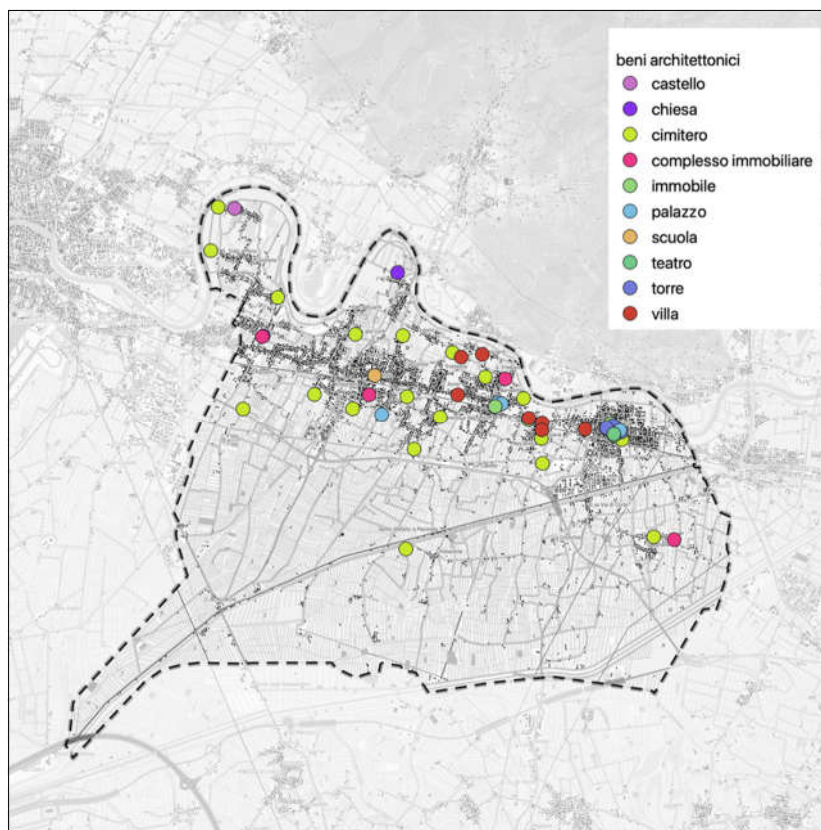 beni architettonici
castello
chiesa
cimitero
complesso immobiliare
immobile
palazzo
scuola
teatro
torre
villa